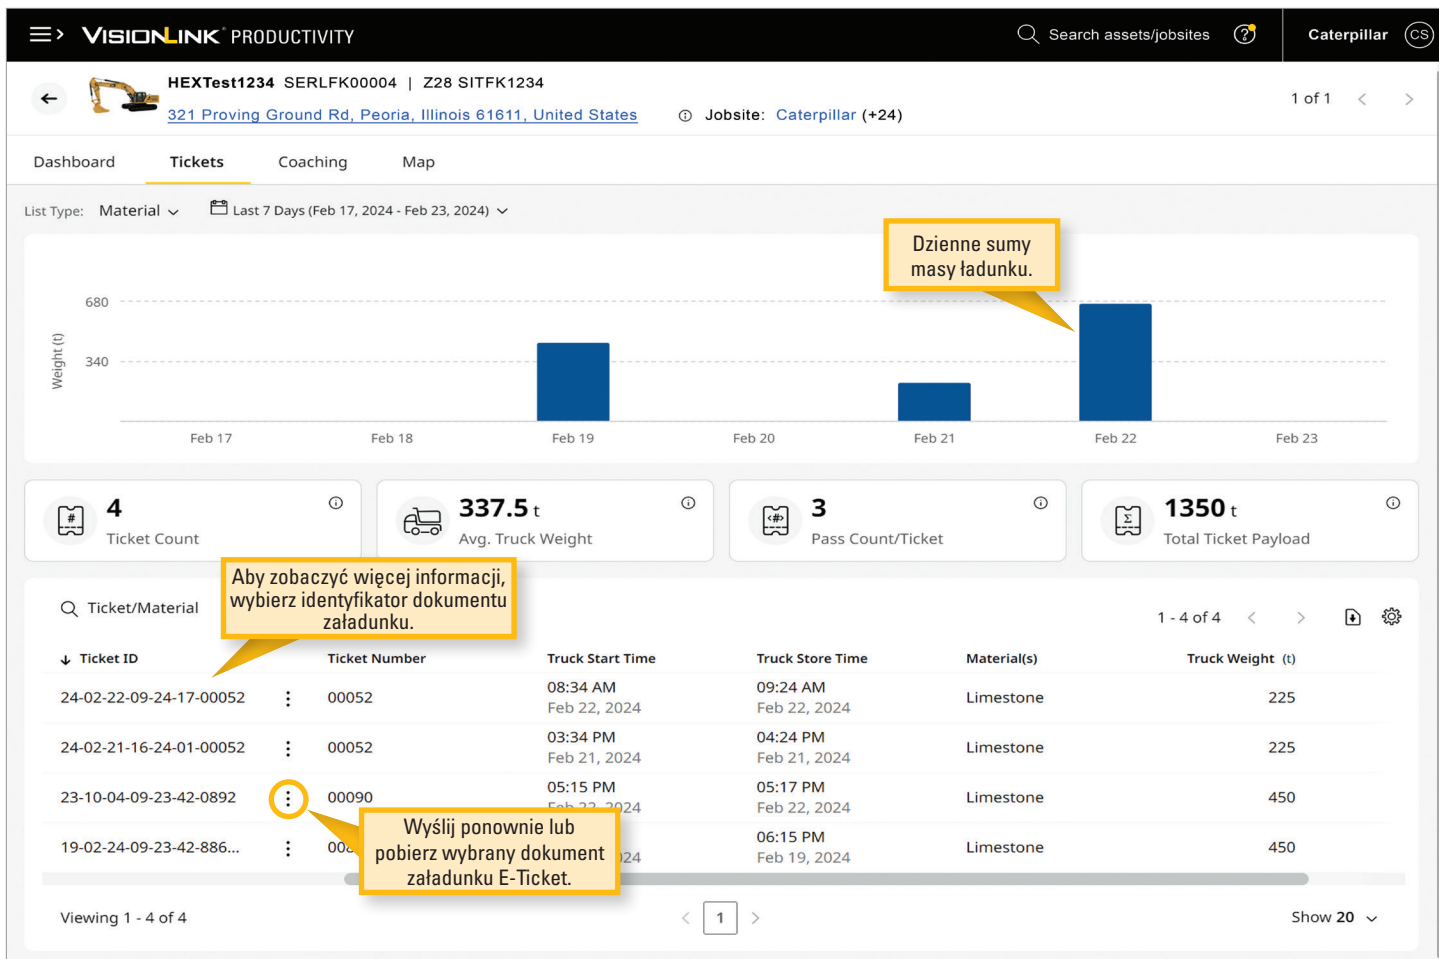 VISIONLINK® PRODUCTIVITY
Search assets/jobsites
Caterpillar
CS
HEXTest1234 SERLFK00004 | Z28 SITFK1234
321 Proving Ground Rd, Peoria, Illinois 61611, United States
Jobsite: Caterpillar (+24)
1 of 1
Dashboard
Tickets
Coaching
Map
List Type: Material
Last 7 Days (Feb 17, 2024 - Feb 23, 2024)
Dzienne sumy
masy ładunku.
Weight (t)
680
340
Feb 17
Feb 18
Feb 19
Feb 20
Feb 21
Feb 22
Feb 23
4
Ticket Count
337.5 t
Avg. Truck Weight
3
Pass Count/Ticket
1350 t
Total Ticket Payload
Aby zobaczyć więcej informacji,
wybierz identyfikator dokumentu
załadunku.
Ticket/Material
1 - 4 of 4
Ticket ID Ticket Number Truck Start Time Truck Store Time Material(s) Truck Weight (t)
24-02-22-09-24-17-00052 00052 08:34 AM 09:24 AM Limestone 225
Feb 22, 2024 Feb 22, 2024
24-02-21-16-24-01-00052 00052 03:34 PM 04:24 PM Limestone 225
Feb 21, 2024 Feb 21, 2024
23-10-04-09-23-42-0892 00090 05:15 PM 05:17 PM Limestone 450
Feb 22, 2024
19-02-24-09-23-42-886... 06:15 PM Limestone 450
Feb 19, 2024
Wyślij ponownie lub
pobierz wybrany dokument
załadunku E-Ticket.
Viewing 1 - 4 of 4
1
Show 20